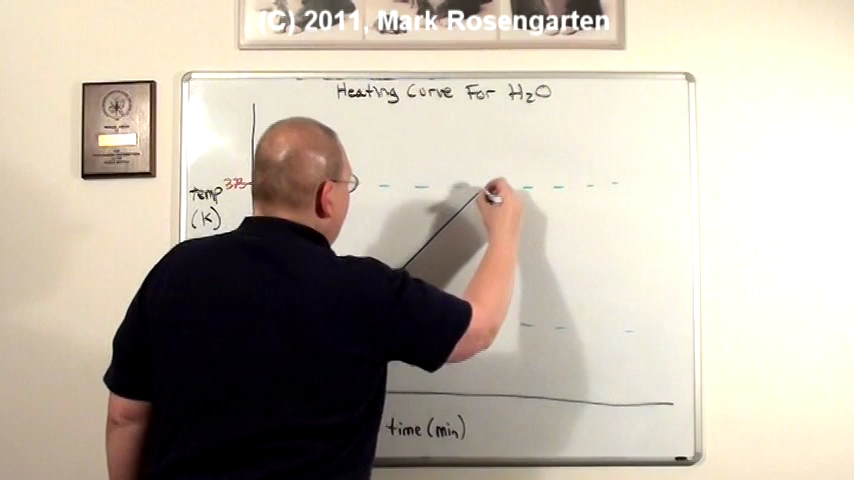 (C) 2011, Mark Rosengarten
Heating Curve For H₂O
373
temp
(K)
time (min)